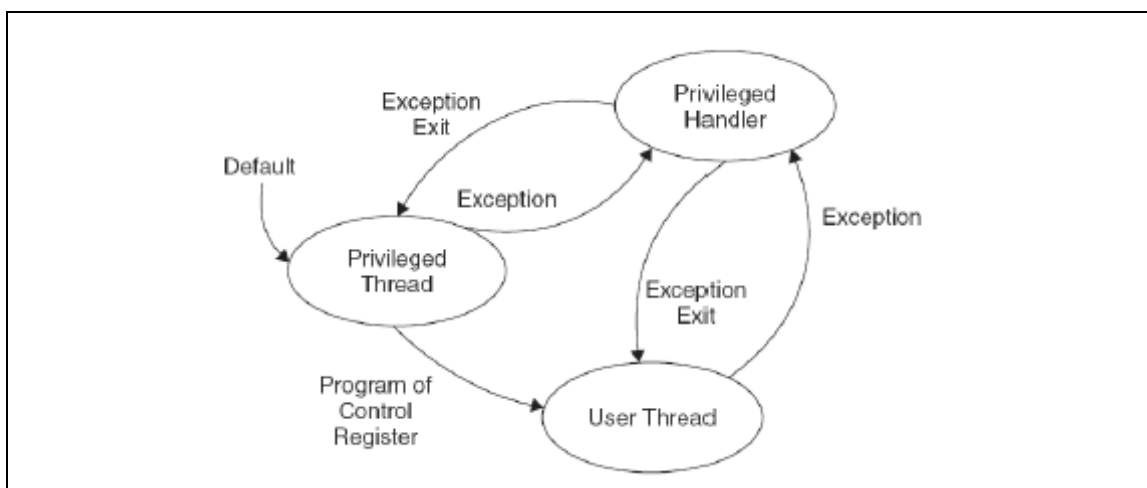 Privileged
Handler
Exception
Exit
Default
Exception
Exception
Privileged
Thread
Exception
Exit
Program of
Control
Register
User Thread